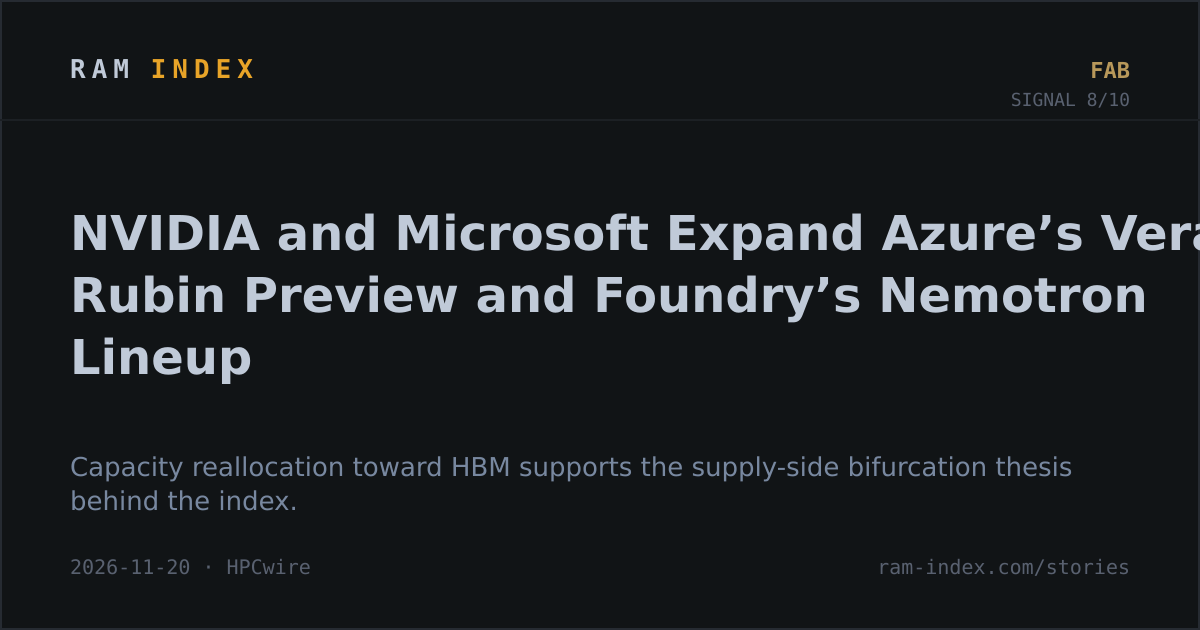 RAM INDEX
FAB
SIGNAL 8/10
NVIDIA and Microsoft Expand Azure’s Vera
Rubin Preview and Foundry’s Nemotron
Lineup
Capacity reallocation toward HBM supports the supply-side bifurcation thesis
behind the index.
2026-11-20 · HPCwire
ram-index.com/stories